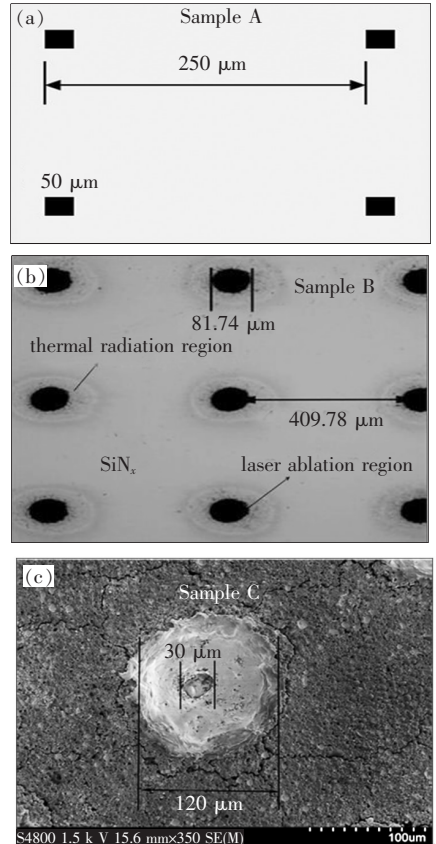 (a)
Sample A
250 μm
50 μm
(b)
Sample B
81.74 μm
thermal radiation region
409.78 μm
SiNₓ
laser ablation region
(c)
Sample C
30 μm
120 μm
S4800 1.5 k V 15.6 mm×350 SE(M)
100um